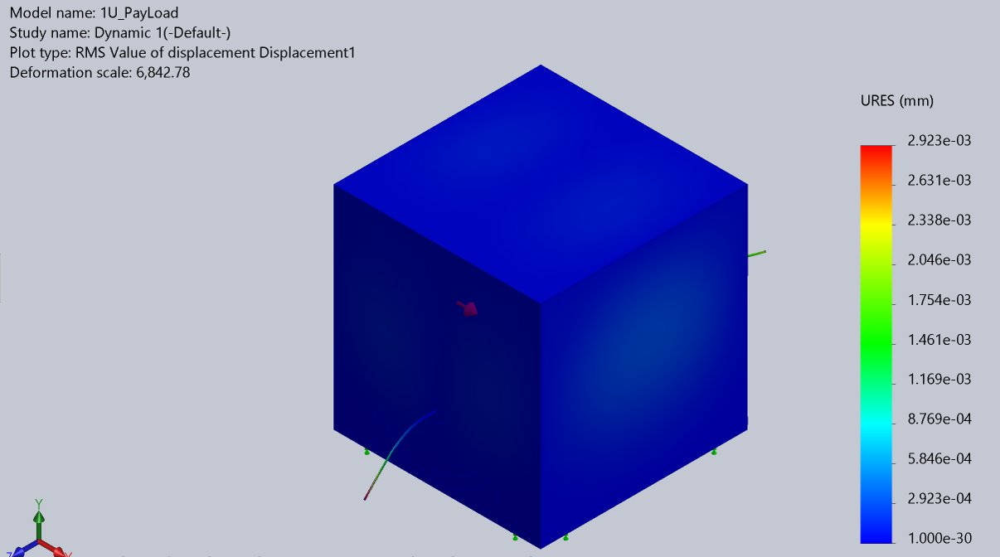 Model name: 1U_PayLoad
Study name: Dynamic 1(-Default-)
Plot type: RMS Value of displacement Displacement1
Deformation scale: 6,842.78
URES (mm)
2.923e-03
2.631e-03
2.338e-03
2.046e-03
1.754e-03
1.461e-03
1.169e-03
8.769e-04
5.846e-04
2.923e-04
1.000e-30
Y